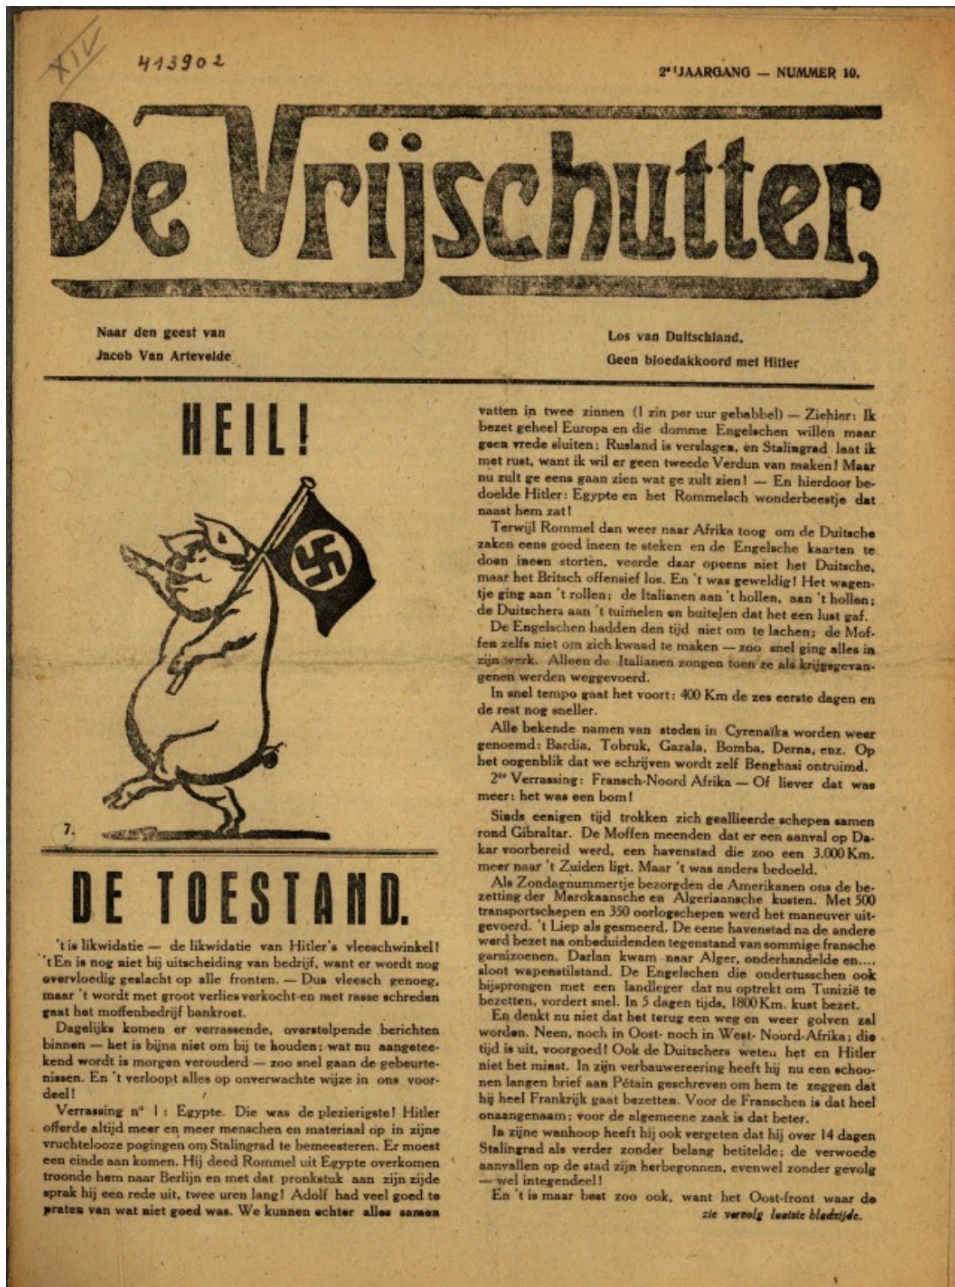 XIV
413902
2de JAARGANG — NUMMER 10.
De Vrijschutter
Naar den geest van
Jacob Van Artevelde
Los van Duitschland.
Geen bloedakkoord met Hitler
HEIL!
7.
DE TOESTAND.
't is likwidatie — de likwidatie van Hitler's vleeschwinkel!
't En is nog niet bij uitscheiding van bedrijf, want er wordt nog
overvloedig geslacht op alle fronten. — Dus vleesch genoeg,
maar 't wordt met groot verlies verkocht en met rasse schreden
gaat het moffenbedrijf bankroet.
Dagelijks komen er verrassende, overstelpende berichten
binnen — het is bijna niet om bij te houden; wat nu aangetee-
kend wordt is morgen verouderd — zoo snel gaan de gebeurte-
nissen. En 't verloopt alles op onverwachte wijze in ons voor-
deel!
Verrassing nº 1 : Egypte. Die was de plezierigste! Hitler
offerde altijd meer en meer menschen en materiaal op in zijne
vruchtelooze pogingen om Stalingrad te bemeesteren. Er moest
een einde aan komen. Hij deed Rommel uit Egypte overkomen
troonde hem naar Berlijn en met dat pronkstuk aan zijn zijde
sprak hij een rede uit, twee uren lang! Adolf had veel goed te
praten van wat niet goed was. We kunnen echter alles samen
vatten in twee zinnen (1 zin per uur gebabbel) — Ziehier: Ik
bezet geheel Europa en die domme Engelschen willen maar
geen vrede sluiten; Rusland is verslagen, en Stalingrad laat ik
met rust, want ik wil er geen tweede Verdun van maken! Maar
nu zult ge eens gaan zien wat ge zult zien! — En hierdoor be-
doelde Hitler: Egypte en het Rommelsch wonderbeestje dat
naast hem zat!
Terwijl Rommel dan weer naar Afrika toog om de Duitsche
zaken eens goed ineen te steken en de Engelsche kaarten te
doen ineen storten, veerde daar opeens niet het Duitsche,
maar het Britsch offensief los. En 't was geweldig! Het wagen-
tje ging aan 't rollen; de Italianen aan 't hollen, aan 't hollen;
de Duitschers aan 't tuimelen en buitelen dat het een lust gaf.
De Engelschen hadden den tijd niet om te lachen; de Mof-
fen zelfs niet om zich kwaad te maken — zoo snel ging alles in
zijn werk. Alleen de Italianen zongen toen ze als krijgsgevan-
genen werden weggevoerd.
In snel tempo gaat het voort: 400 Km de zes eerste dagen en
de rest nog sneller.
Alle bekende namen van steden in Cyrenaïka worden weer
genoemd: Bardia, Tobruk, Gazala, Bomba, Derna, enz. Op
het oogenblik dat we schrijven wordt zelf Benghasi ontruimd.
2de Verrassing: Fransch-Noord Afrika — Of liever dat was
meer: het was een bom!
Sinds eenigen tijd trokken zich geallieerde schepen samen
rond Gibraltar. De Moffen meenden dat er een aanval op Da-
kar voorbereid werd, een havenstad die zoo een 3.000 Km.
meer naar 't Zuiden ligt. Maar 't was anders bedoeld.
Als Zondagnummertje bezorgden de Amerikanen ons de be-
zetting der Marokaansche en Algeriaansche kusten. Met 500
transportschepen en 350 oorlogschepen werd het maneuver uit-
gevoerd. 't Liep als gesmeerd. De eene havenstad na de andere
werd bezet na onbeduidenden tegenstand van sommige fransche
garnizoenen. Darlan kwam naar Alger, onderhandelde en....
sloot wapenstilstand. De Engelschen die ondertusschen ook
bijsprongen met een landleger dat nu optrekt om Tunizië te
bezetten, vordert snel. In 5 dagen tijds, 1800 Km. kust bezet.
En denkt nu niet dat het terug een weg en weer golven zal
worden. Neen, noch in Oost- noch in West- Noord-Afrika; die
tijd is uit, voorgoed! Ook de Duitschers weten het en Hitler
niet het minst. In zijn verbauwereering heeft hij nu een schoo-
nen langen brief aan Pétain geschreven om hem te zeggen dat
hij heel Frankrijk gaat bezetten. Voor de Franschen is dat heel
onaangenaam; voor de algemeene zaak is dat beter.
In zijne wanhoop heeft hij ook vergeten dat hij over 14 dagen
Stalingrad als verder zonder belang betitelde; de verwoede
aanvallen op de stad zijn herbegonnen, evenwel zonder gevolg
— wel integendeel!
En 't is maar best zoo ook, want het Oost-front waar de
zie vervolg laatste bladzijde.